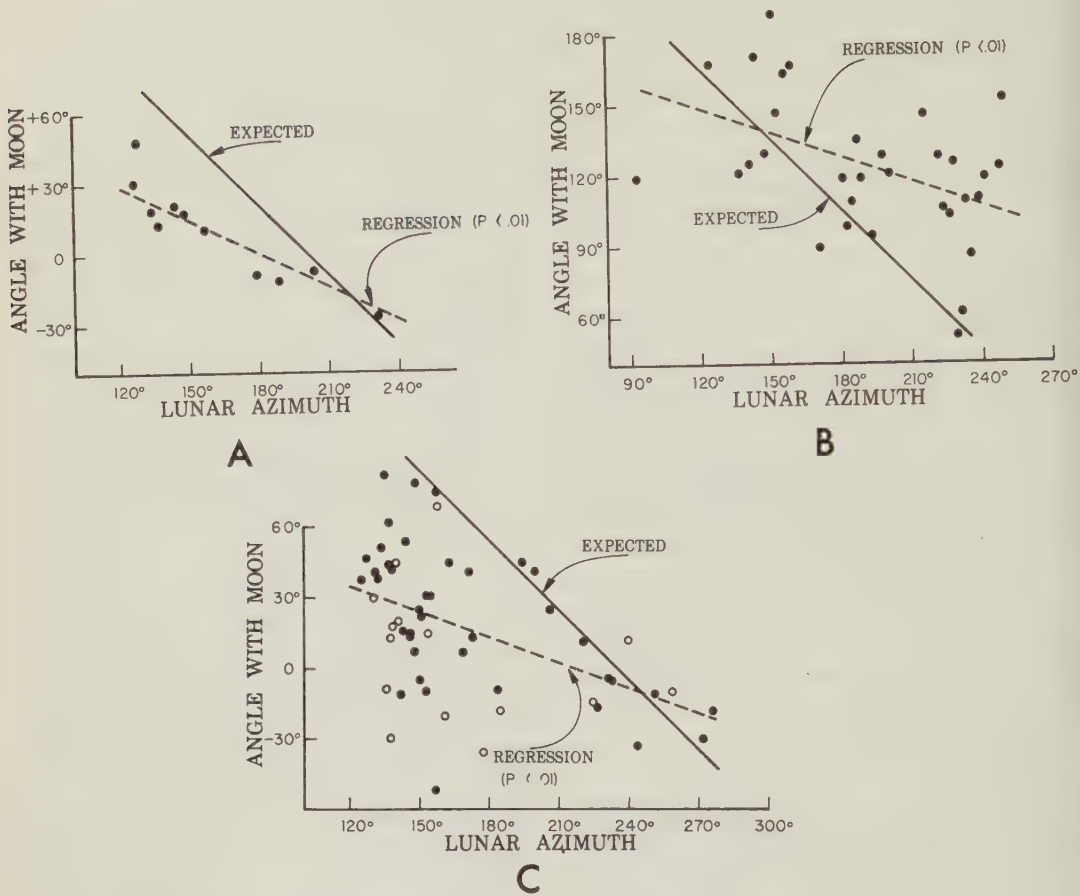 +60°
+30°
0
−30°
ANGLE WITH MOON
EXPECTED
REGRESSION (P < .01)
120° 150° 180° 210° 240°
LUNAR AZIMUTH
A
180°
150°
120°
90°
60°
ANGLE WITH MOON
REGRESSION (P < .01)
EXPECTED
90° 120° 150° 180° 210° 240° 270°
LUNAR AZIMUTH
B
60°
30°
0
−30°
ANGLE WITH MOON
EXPECTED
REGRESSION
(P < .01)
120° 150° 180° 210° 240° 270° 300°
LUNAR AZIMUTH
C